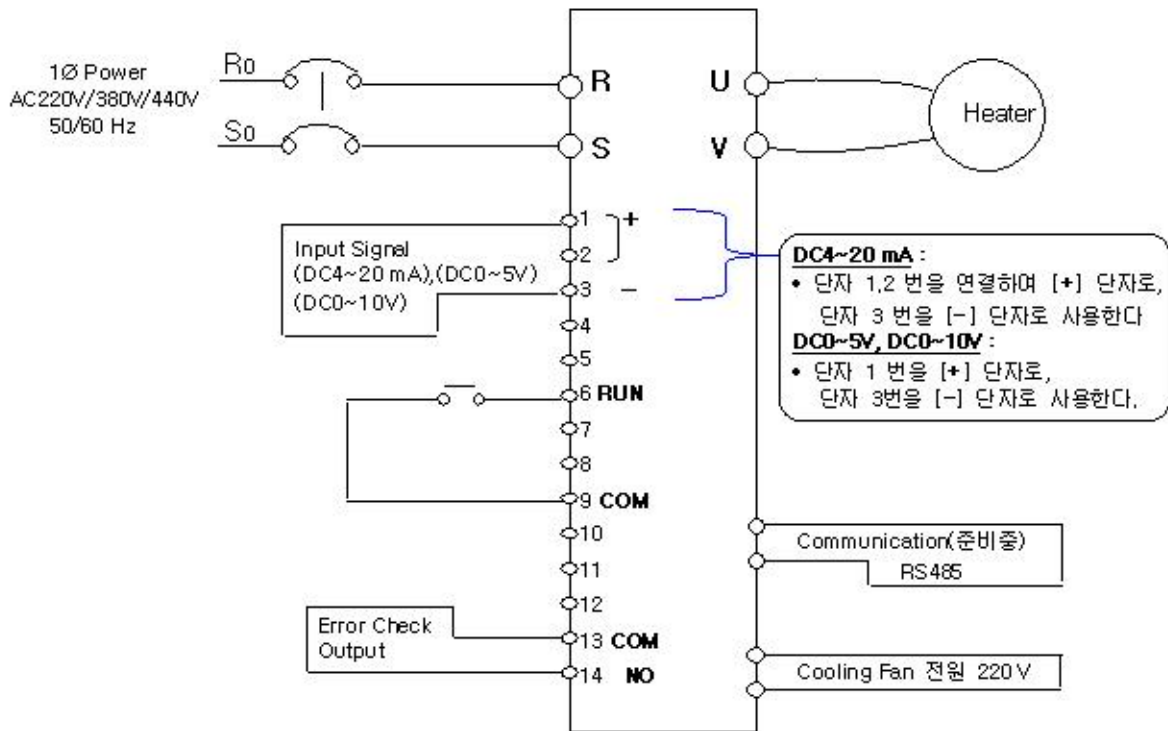 1Ø Power
AC220V/380V/440V
50/60 Hz
Ro
So
R
S
U
V
Heater
1 +
2
3 −
4
5
6 RUN
7
8
9 COM
10
11
12
13 COM
14 NO
Input Signal
(DC4~20 mA),(DC0~5V)
(DC0~10V)
DC4~20 mA :
• 단자 1,2 번을 연결하여 [+] 단자로,
단자 3 번을 [−] 단자로 사용한다
DC0~5V, DC0~10V :
• 단자 1 번을 [+] 단자로,
단자 3번을 [−] 단자로 사용한다.
Communication(준비중)
RS485
Error Check
Output
Cooling Fan 전원 220V